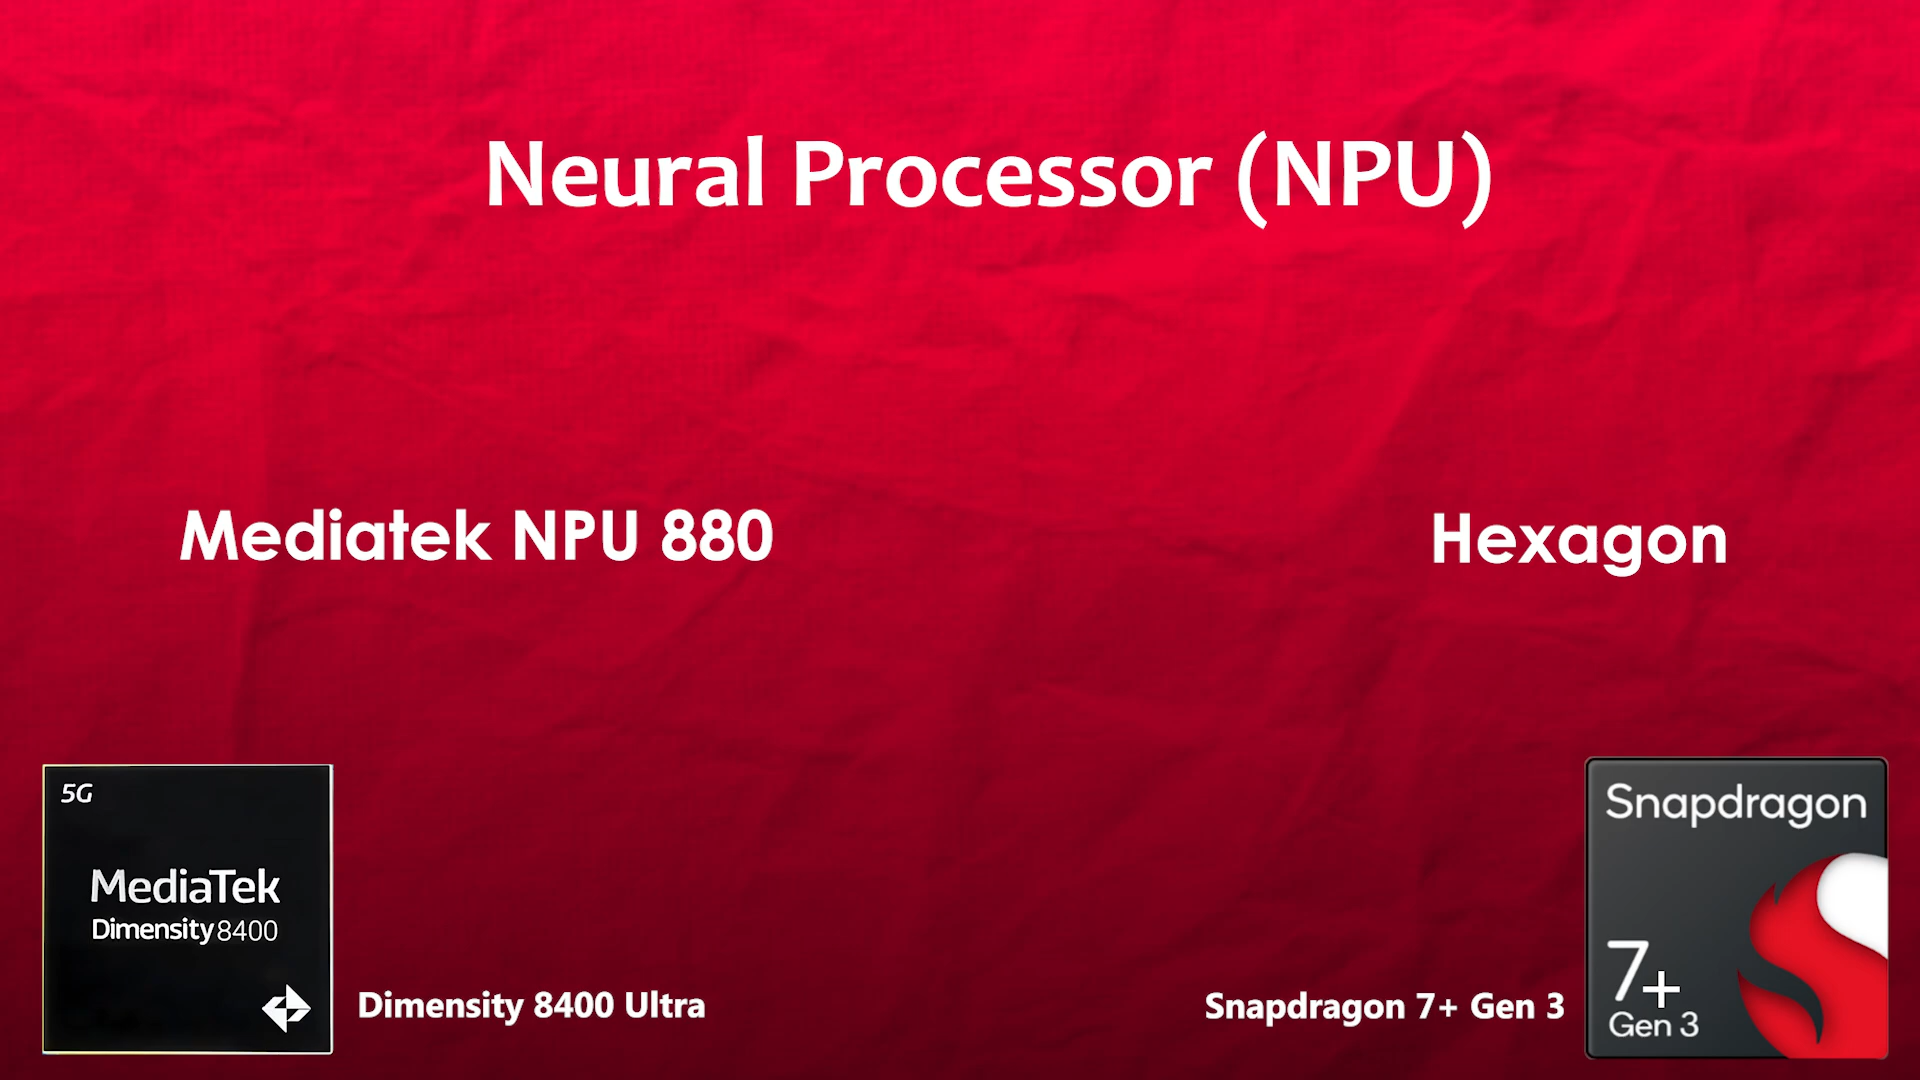 Neural Processor (NPU)
Mediatek NPU 880
Hexagon
5G
MediaTek
Dimensity 8400
Dimensity 8400 Ultra
Snapdragon 7+ Gen 3
Snapdragon
7+
Gen 3